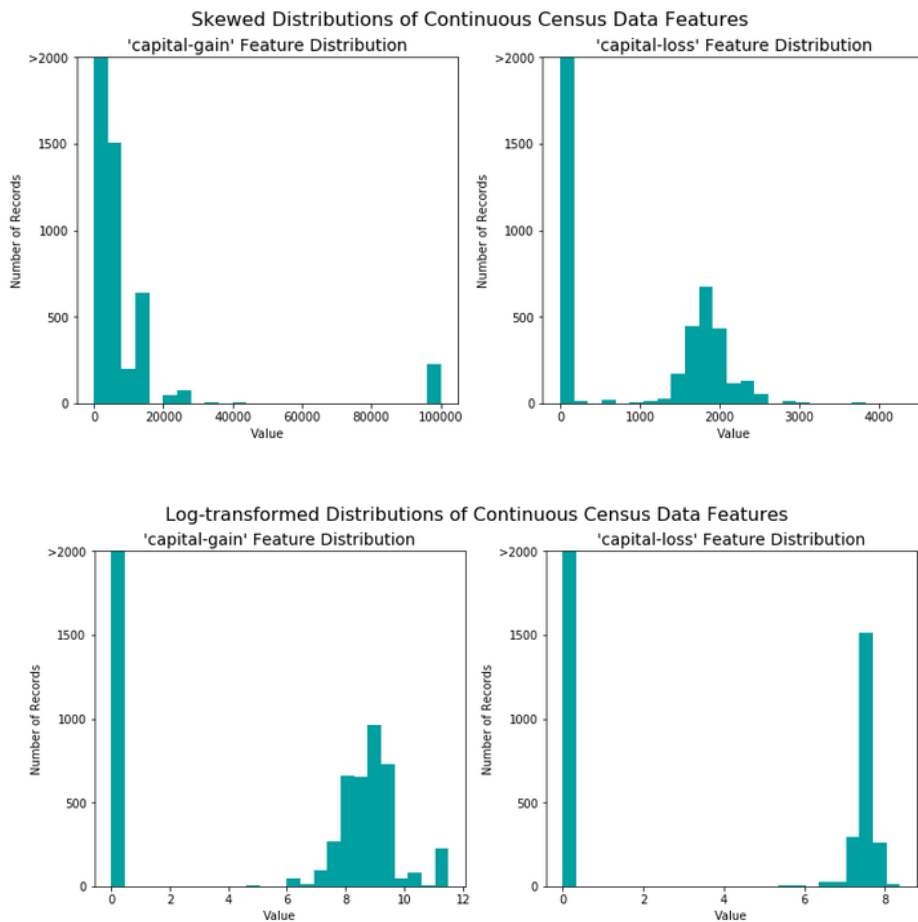 Skewed Distributions of Continuous Census Data Features
'capital-gain' Feature Distribution
>2000
1500
1000
500
0
Number of Records
0 20000 40000 60000 80000 100000
Value
'capital-loss' Feature Distribution
>2000
1500
1000
500
0
Number of Records
0 1000 2000 3000 4000
Value
Log-transformed Distributions of Continuous Census Data Features
'capital-gain' Feature Distribution
>2000
1500
1000
500
0
Number of Records
0 2 4 6 8 10 12
Value
'capital-loss' Feature Distribution
>2000
1500
1000
500
0
Number of Records
0 2 4 6 8
Value